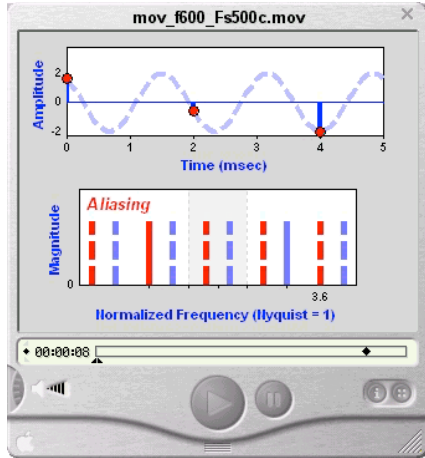 mov_f600_Fs500c.mov
Amplitude
2
0
-2
0 1 2 3 4 5
Time (msec)
Aliasing
Magnitude
0
3.6
Normalized Frequency (Nyquist = 1)
00:00:08